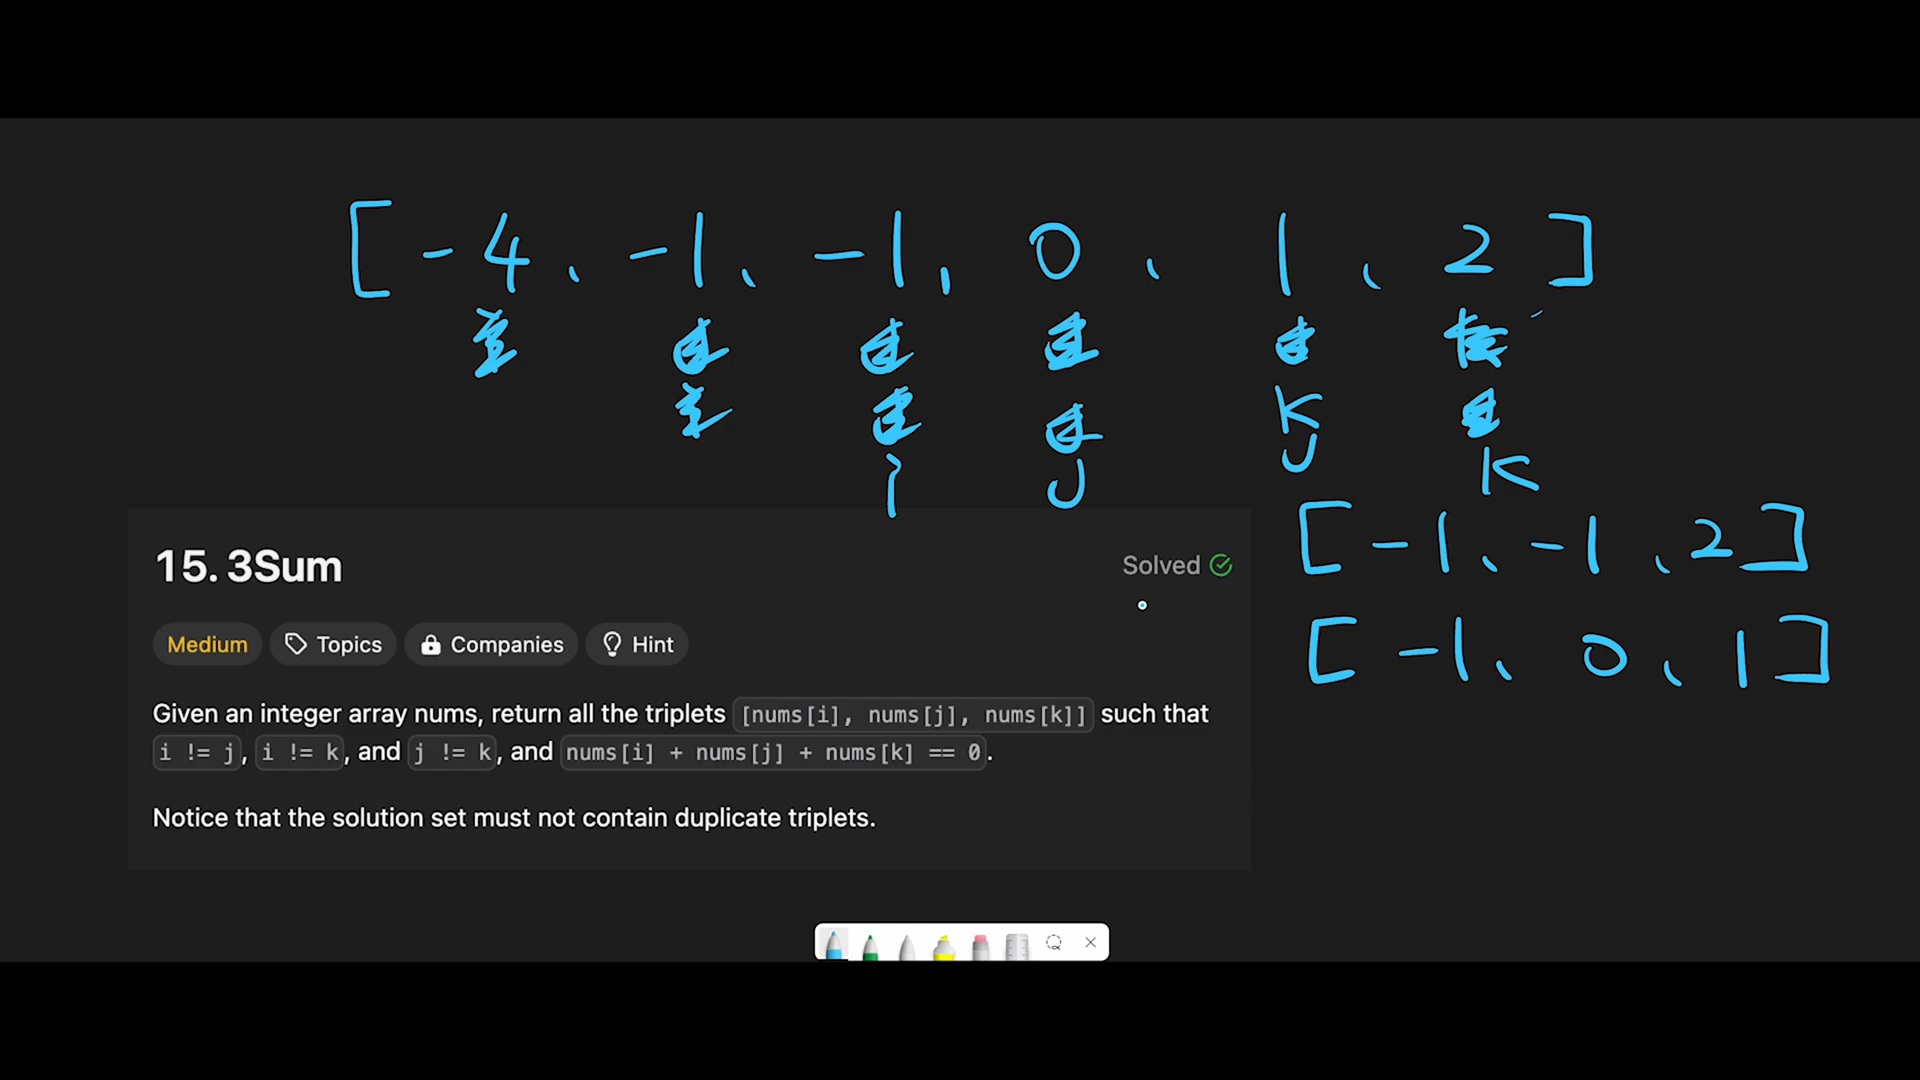 [-4, -1, -1, 0, 1, 2]
K
J
K
i
J
[-1, -1, 2]
[-1, 0, 1]
15. 3Sum
Solved
Medium
Topics
Companies
Hint
Given an integer array nums, return all the triplets [nums[i], nums[j], nums[k]] such that
i != j, i != k, and j != k, and nums[i] + nums[j] + nums[k] == 0.
Notice that the solution set must not contain duplicate triplets.